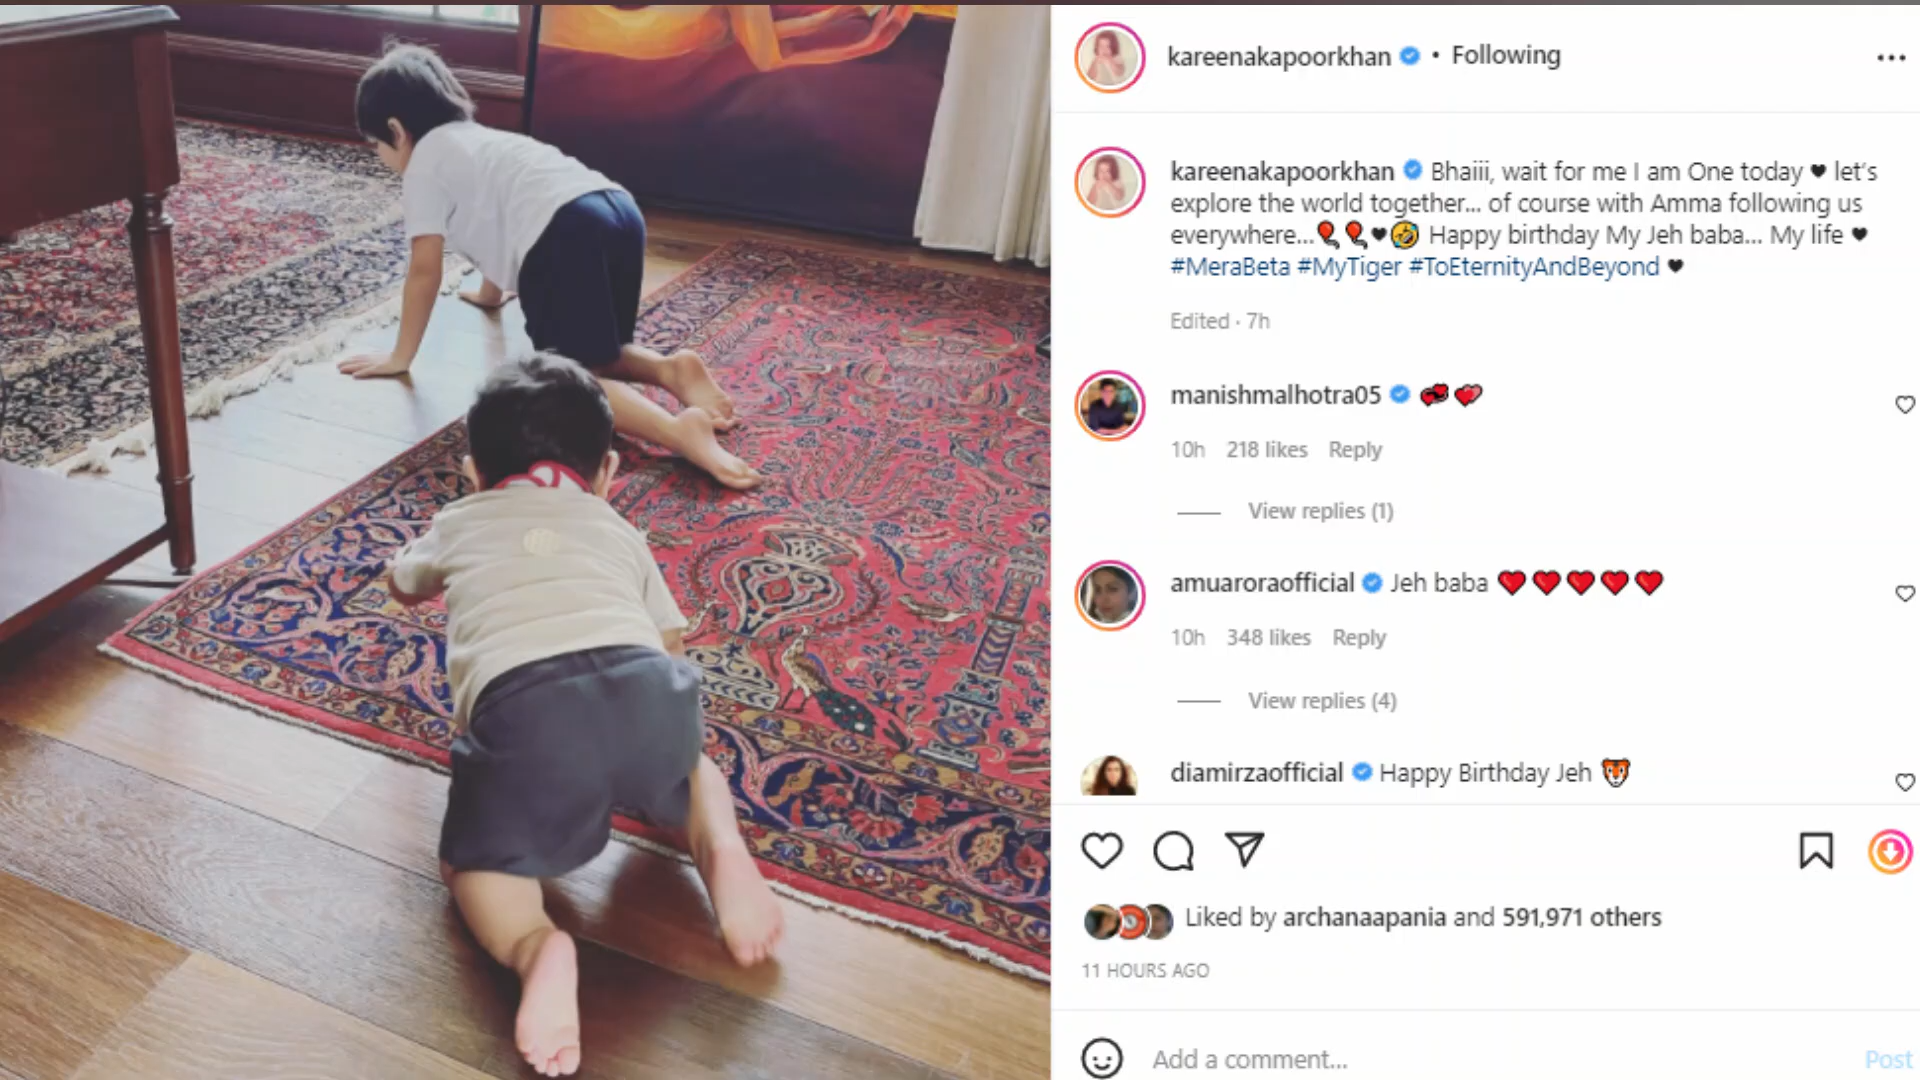 kareenakapoorkhan • Following
kareenakapoorkhan Bhaiii, wait for me I am One today ♥ let's
explore the world together... of course with Amma following us
everywhere...🎈🎈♥🤣 Happy birthday My Jeh baba... My life ♥
#MeraBeta #MyTiger #ToEternityAndBeyond ♥
Edited · 7h
manishmalhotra05 💞💕
10h 218 likes Reply
View replies (1)
amuaroraofficial Jeh baba ❤️❤️❤️❤️❤️
10h 348 likes Reply
View replies (4)
diamirzaofficial Happy Birthday Jeh 🐯
Liked by archanaapania and 591,971 others
11 HOURS AGO
Add a comment...
Post